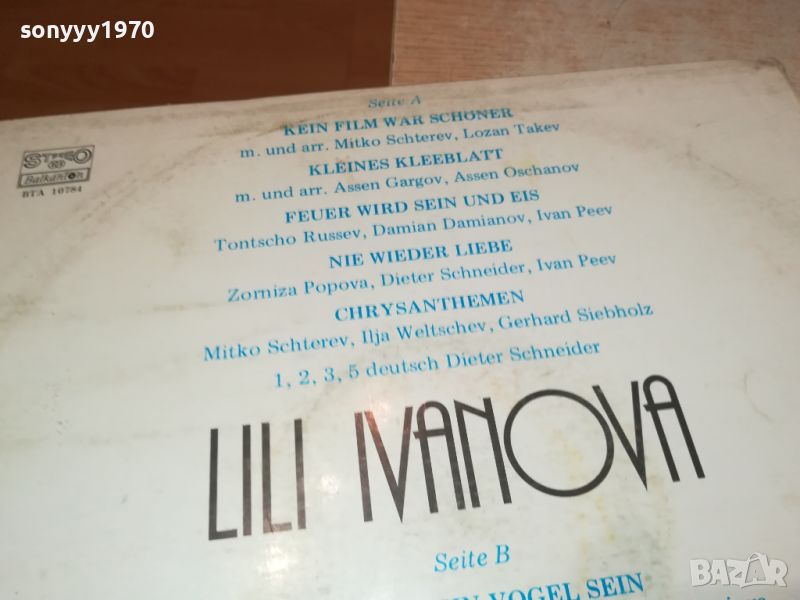 sonyyy1970
Seite A
KEIN FILM WAR SCHÖNER
m. und arr. Mitko Schterev, Lozan Takev
KLEINES KLEEBLATT
m. und arr. Assen Gargov, Assen Oschanov
FEUER WIRD SEIN UND EIS
Tontscho Russev, Damian Damianov, Ivan Peev
NIE WIEDER LIEBE
Zorniza Popova, Dieter Schneider, Ivan Peev
CHRYSANTHEMEN
Mitko Schterev, Ilja Weltschev, Gerhard Siebholz
1, 2, 3, 5 deutsch Dieter Schneider
STEREO
Balkanton
BTA 10784
LILI IVANOVA
Seite B
VOGEL SEIN
BAZAR